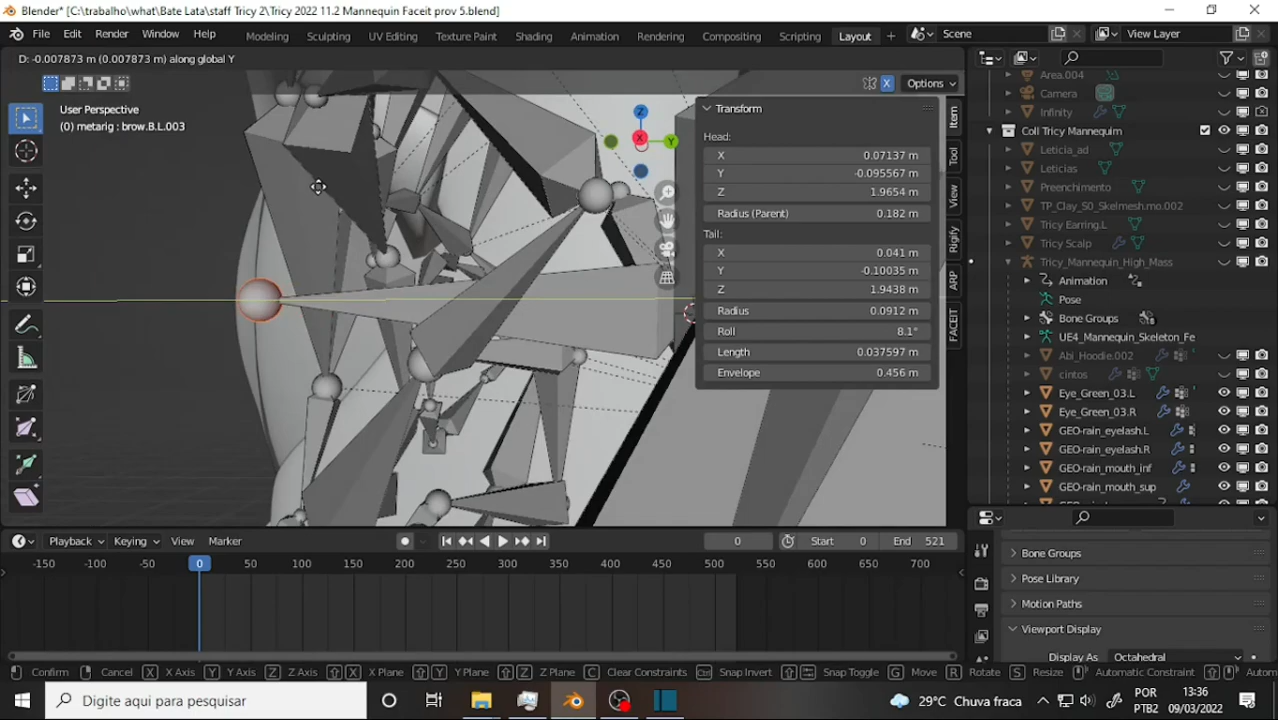 Blender* [C:\trabalho\what\Bate Lata\staff Tricy 2\Tricy 2022 11.2 Mannequin Faceit prov 5.blend]
File Edit Render Window Help Modeling Sculpting UV Editing Texture Paint Shading Animation Rendering Compositing Scripting Layout + Scene View Layer
D: -0.007873 m (0.007873 m) along global Y
X Options
User Perspective
(0) metarig : brow.B.L.003
Z
X
Y
Item
Tool
View
Rigify
ARP
FACEIT
Transform
Head:
X 0.07137 m
Y -0.095567 m
Z 1.9654 m
Radius (Parent) 0.182 m
Tail:
X 0.041 m
Y -0.10035 m
Z 1.9438 m
Radius 0.0912 m
Roll 8.1°
Length 0.037597 m
Envelope 0.456 m
Area.004
Camera
Infinity
Coll Tricy Mannequim
Leticia_ad
Leticias
Preenchimento
TP_Clay_S0_Skelmesh.mo.002
Tricy Earring.L
Tricy Scalp
Tricy_Mannequin_High_Mass
Animation
Pose
Bone Groups
UE4_Mannequin_Skeleton_Fe
Abi_Hoodie.002
cintos
Eye_Green_03.L
Eye_Green_03.R
GEO-rain_eyelash.L
GEO-rain_eyelash.R
GEO-rain_mouth_inf
GEO-rain_mouth_sup
Bone Groups
Pose Library
Motion Paths
Viewport Display
Display As Octahedral
Playback Keying View Marker 0 Start 0 End 521
-150 -100 -50 0 50 100 150 200 250 300 350 400 450 500 550 600 650 700
Confirm Cancel X X Axis Y Y Axis Z Z Axis X X Plane Y Y Plane Z Z Plane C Clear Constraints Ctrl Snap Invert Snap Toggle G Move R Rotate S Resize Automatic Constraint Autom
Digite aqui para pesquisar
29°C Chuva fraca
POR
PTB2
13:36
09/03/2022